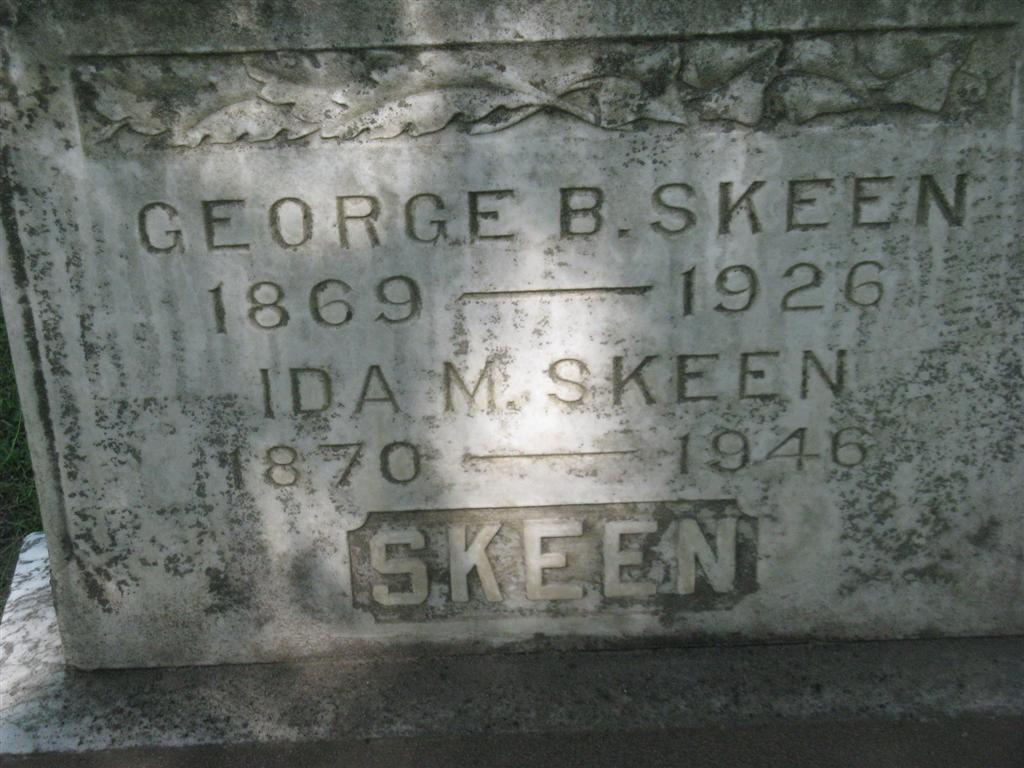 GEORGE B. SKEEN
1869 — 1926
IDA M. SKEEN
1870 — 1946
SKEEN